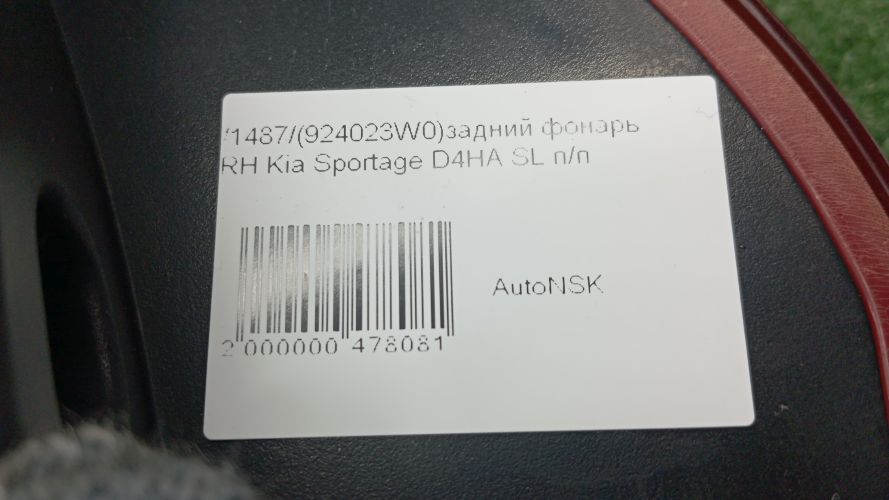 /1487/(924023W0)задний фонарь
RH Kia Sportage D4HA SL п/п
AutoNSK
2 000000 478081